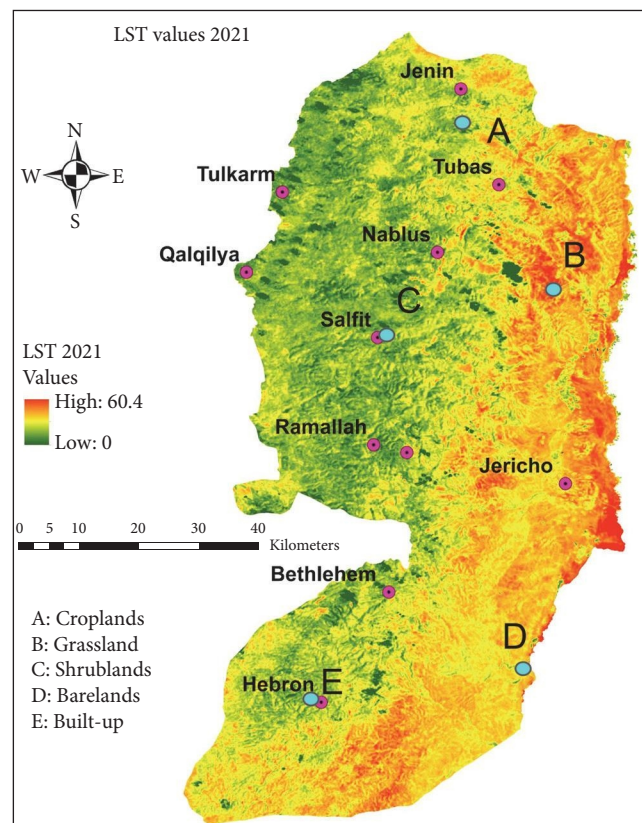 LST values 2021
N
W E
S
Jenin
A
Tubas
Tulkarm
Nablus
B
Qalqilya
C
Salfit
LST 2021
Values
High: 60.4
Low: 0
Ramallah
Jericho
0 5 10 20 30 40
Kilometers
Bethlehem
D
Hebron E
A: Croplands
B: Grassland
C: Shrublands
D: Barelands
E: Built-up